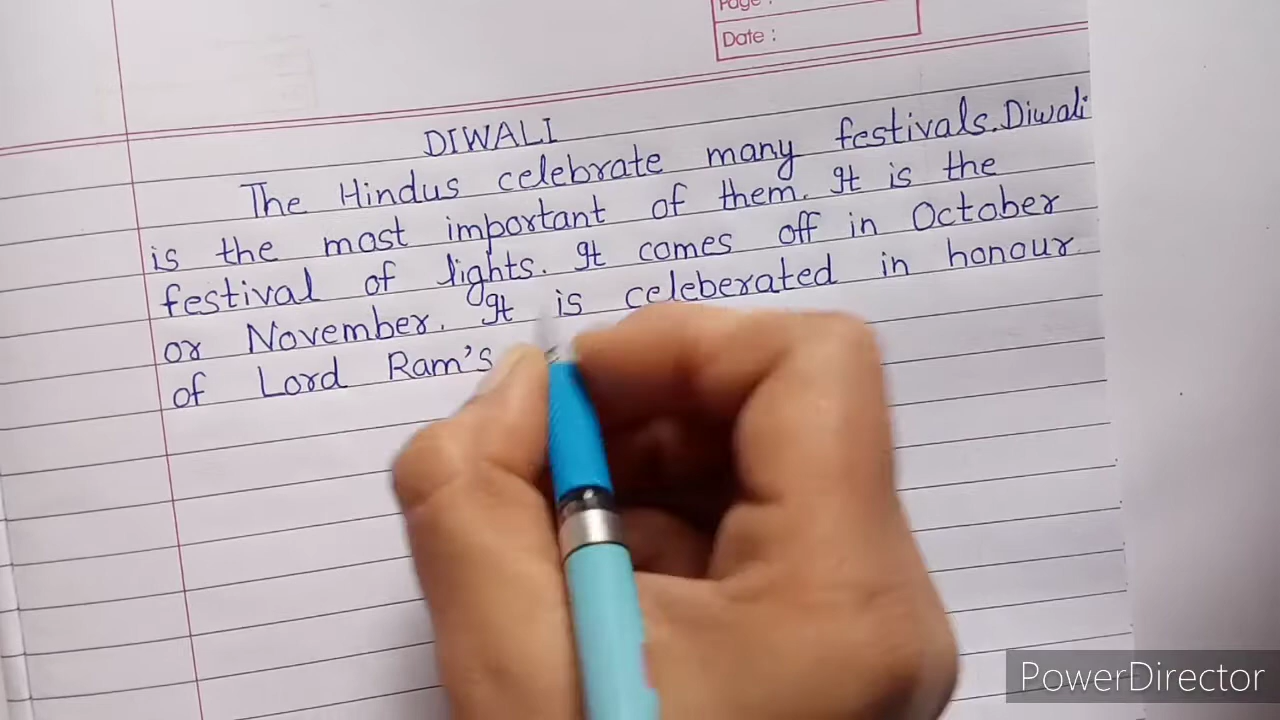 Page :
Date :
DIWALI
The Hindus celebrate many festivals. Diwali
is the most important of them. It is the
festival of lights. It comes off in October
or November. It is celeberated in honour
of Lord Ram's
PowerDirector